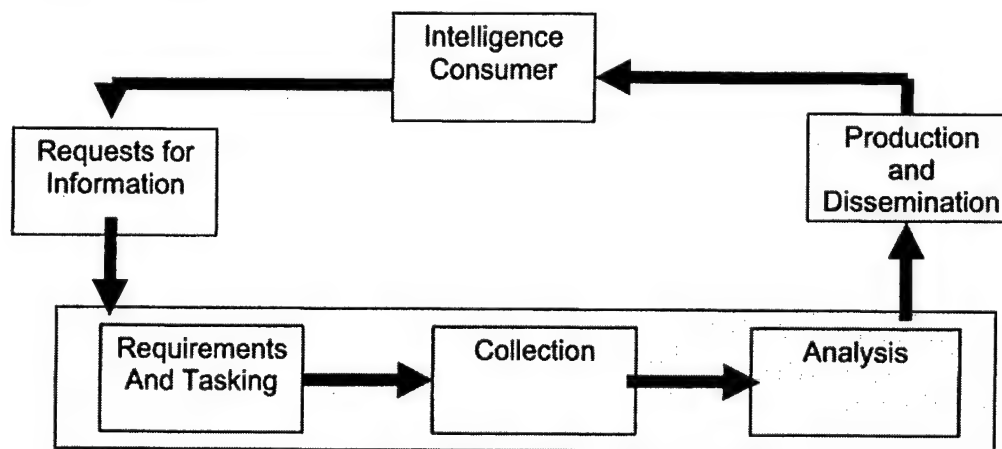 Intelligence
Consumer
Requests for
Information
Production
and
Dissemination
Requirements
And Tasking
Collection
Analysis